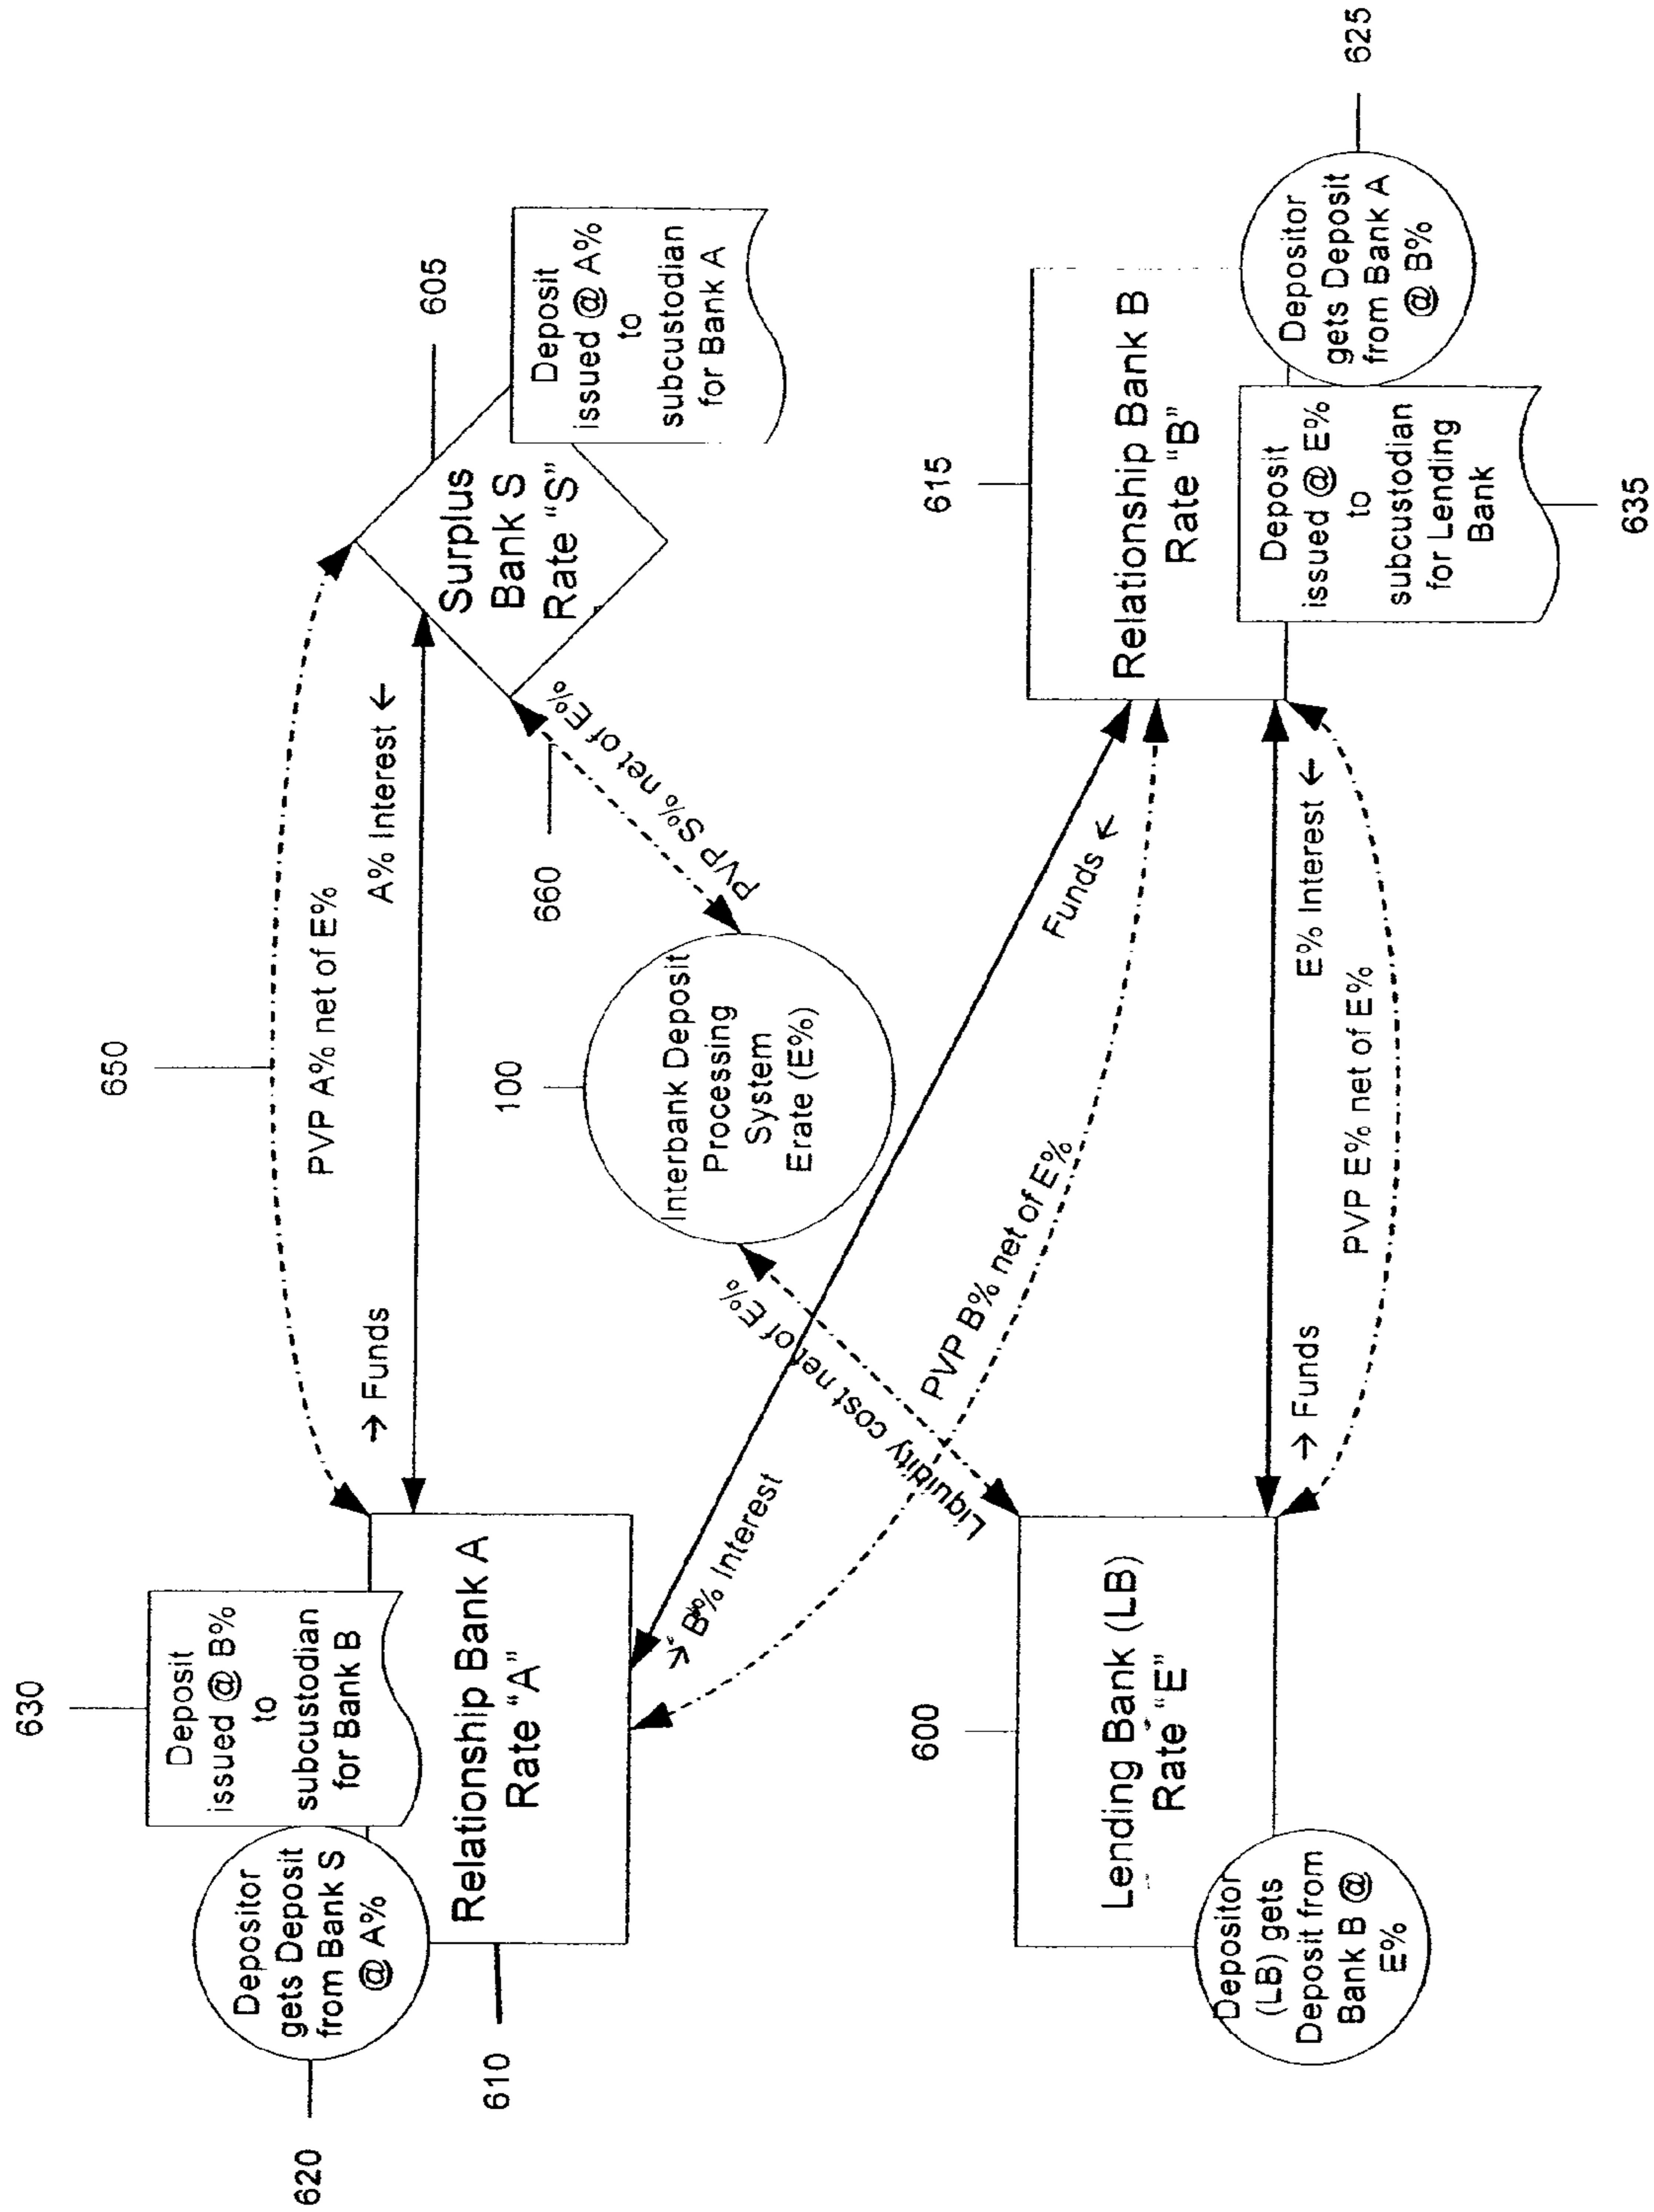 630
620
Depositor
gets Deposit
from Bank S
@ A%
Deposit
issued @ B%
to
subcustodian
for Bank B
610
Relationship Bank A
Rate “A”
650
PVP A% net of E%
→ Funds
A% Interest ←
605
Surplus
Bank S
Rate “S”
Deposit
issued @ A%
to
subcustodian
for Bank A
100
Interbank Deposit
Processing
System
Erate (E%)
660
PVP S% net of E%
Liquidity cost net of E%
← B% Interest
Funds ←
PVP B% net of E%
600
Lending Bank (LB)
Rate “E”
Depositor
(LB) gets
Deposit from
Bank B @
E%
→ Funds
E% Interest ←
PVP E% net of E%
615
Relationship Bank B
Rate “B”
Deposit
issued @ E%
to
subcustodian
for Lending
Bank
635
Depositor
gets Deposit
from Bank A
@ B%
625